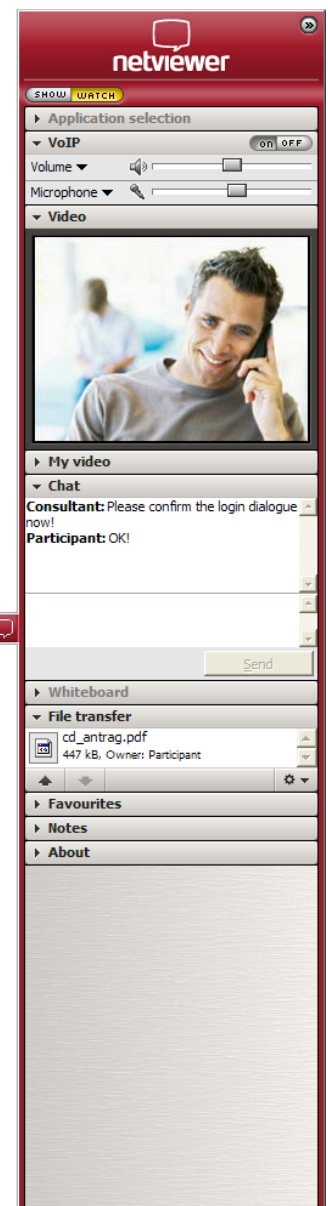 netviewer
SHOW WATCH
Application selection
VoIP on OFF
Volume
Microphone
Video
My video
Chat
Consultant: Please confirm the login dialogue
now!
Participant: OK!
Send
Whiteboard
File transfer
cd_antrag.pdf
447 kB, Owner: Participant
Favourites
Notes
About